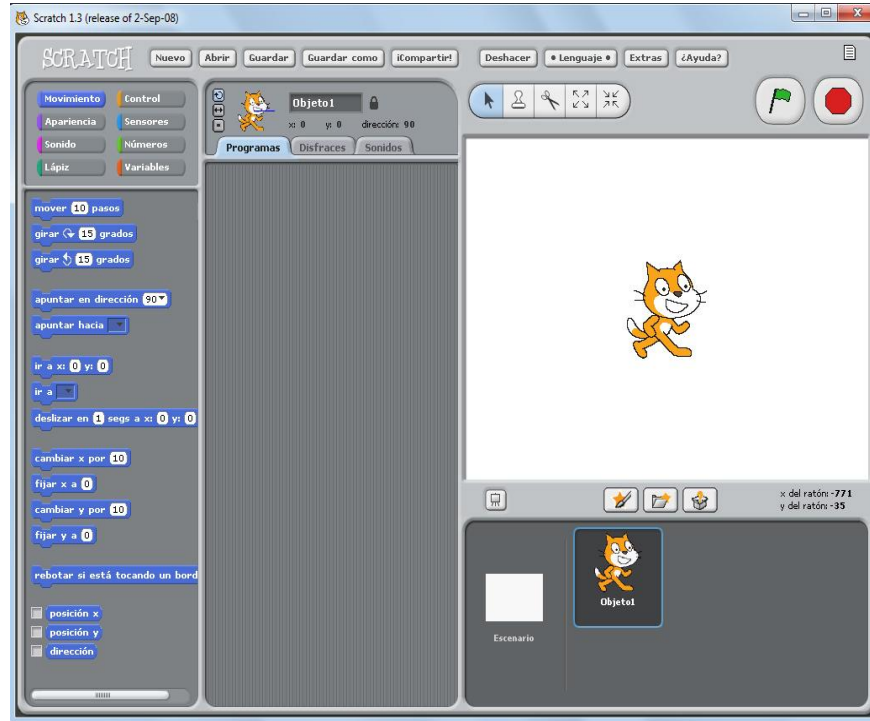 Scratch 1.3 (release of 2-Sep-08)
SCRATCH Nuevo Abrir Guardar Guardar como ¡Compartir! Deshacer • Lenguaje • Extras ¿Ayuda?
Movimiento Control
Apariencia Sensores
Sonido Números
Lápiz Variables
Objeto1
x: 0 y: 0 dirección: 90
Programas Disfraces Sonidos
mover 10 pasos
girar 15 grados
girar 15 grados
apuntar en dirección 90
apuntar hacia
ir a x: 0 y: 0
ir a
deslizar en 1 segs a x: 0 y: 0
cambiar x por 10
fijar x a 0
cambiar y por 10
fijar y a 0
rebotar si está tocando un bord
posición x
posición y
dirección
x del ratón: -771
y del ratón: -35
Objeto1
Escenario